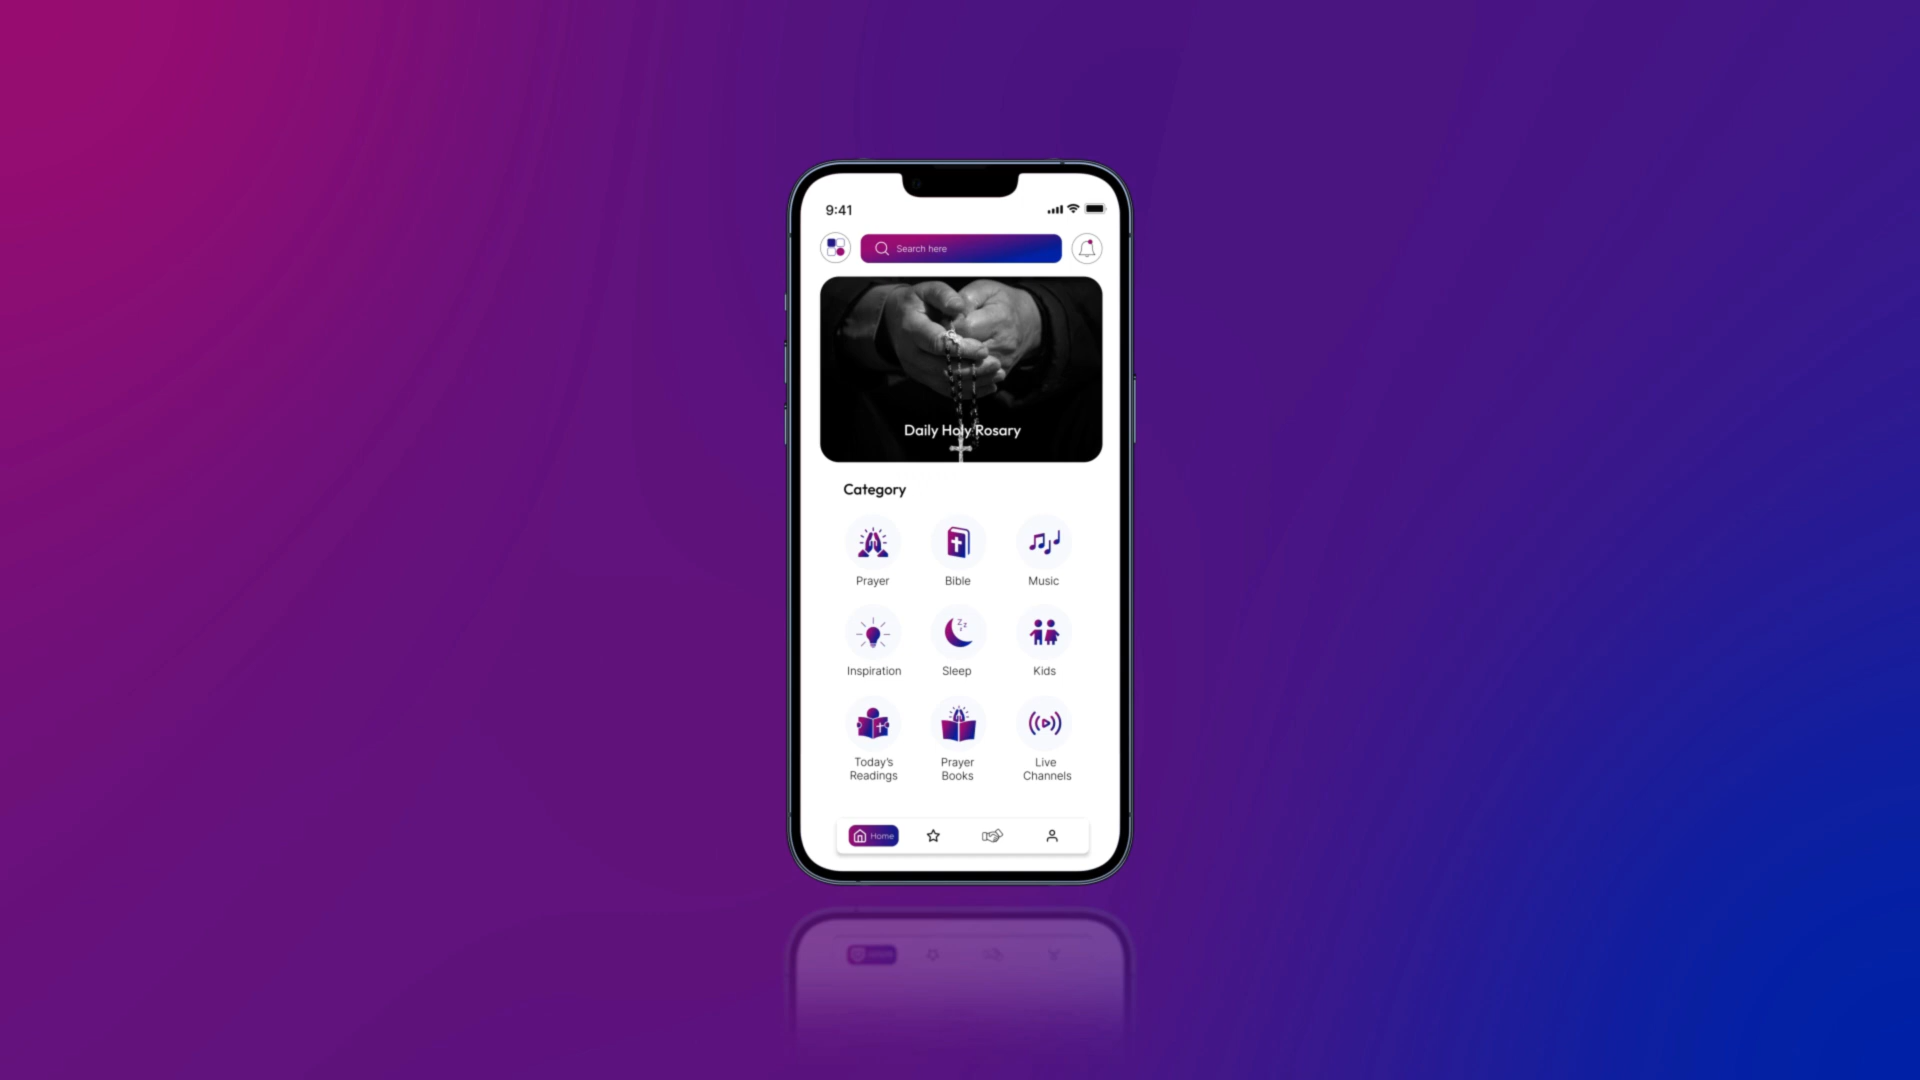 9:41
Search here
Daily Holy Rosary
Category
Prayer
Bible
Music
Inspiration
Sleep
Kids
Today's
Readings
Prayer
Books
Live
Channels
Home